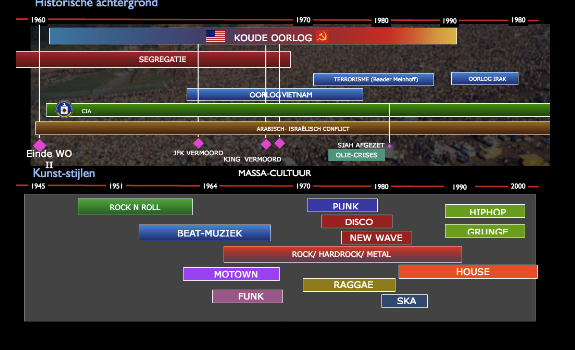 Historische achtergrond
1960 1970 1980 1990 1980
KOUDE OORLOG
SEGREGATIE
TERRORISME (Baader Meinhoff)
OORLOG IRAK
OORLOG VIETNAM
CIA
ARABISCH- ISRAËLISCH CONFLICT
SJAH AFGEZET
Einde WO II
JFK VERMOORD
KING VERMOORD
OLIE-CRISES
Kunst-stijlen
MASSA-CULTUUR
1945 1951 1964 1970 1980 1990 2000
ROCK N ROLL
PUNK
HIPHOP
DISCO
BEAT-MUZIEK
NEW WAVE
GRUNGE
ROCK/ HARDROCK/ METAL
MOTOWN
HOUSE
RAGGAE
FUNK
SKA